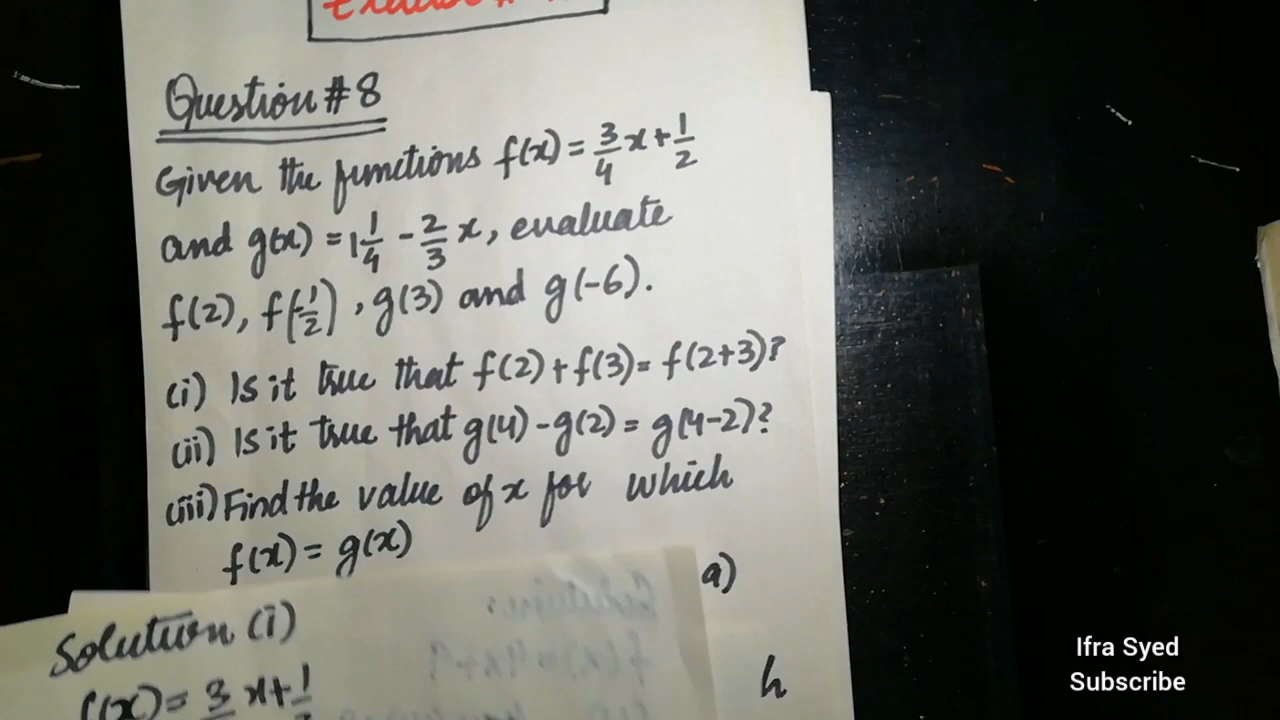 Question #8
Given the functions f(x) = 3/4 x + 1/2
and g(x) = 1 1/4 - 2/3 x, evaluate
f(2), f(-1/2), g(3) and g(-6).
(i) Is it true that f(2) + f(3) = f(2+3)?
(ii) Is it true that g(4) - g(2) = g(4-2)?
(iii) Find the value of x for which
f(x) = g(x)
a)
Solution (i)
h
Ifra Syed
Subscribe